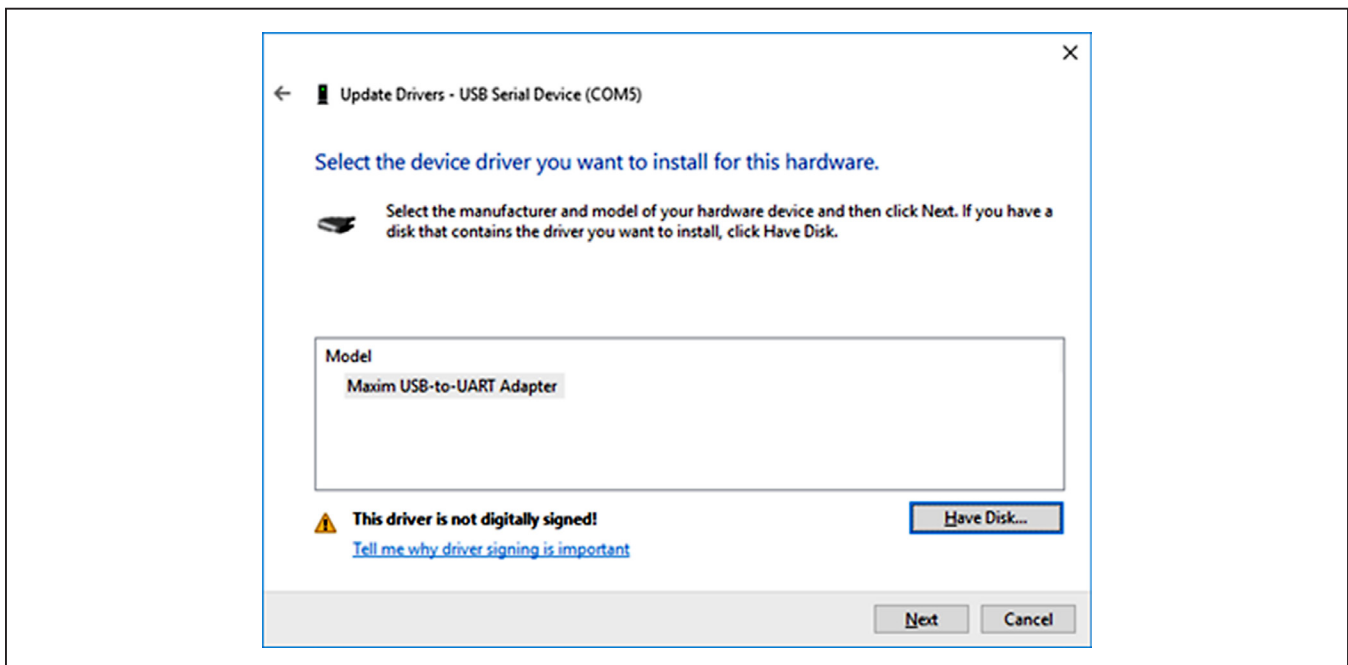 Update Drivers - USB Serial Device (COM5)
Select the device driver you want to install for this hardware.
Select the manufacturer and model of your hardware device and then click Next. If you have a
disk that contains the driver you want to install, click Have Disk.
Model
Maxim USB-to-UART Adapter
This driver is not digitally signed!
Have Disk...
Tell me why driver signing is important
Next
Cancel